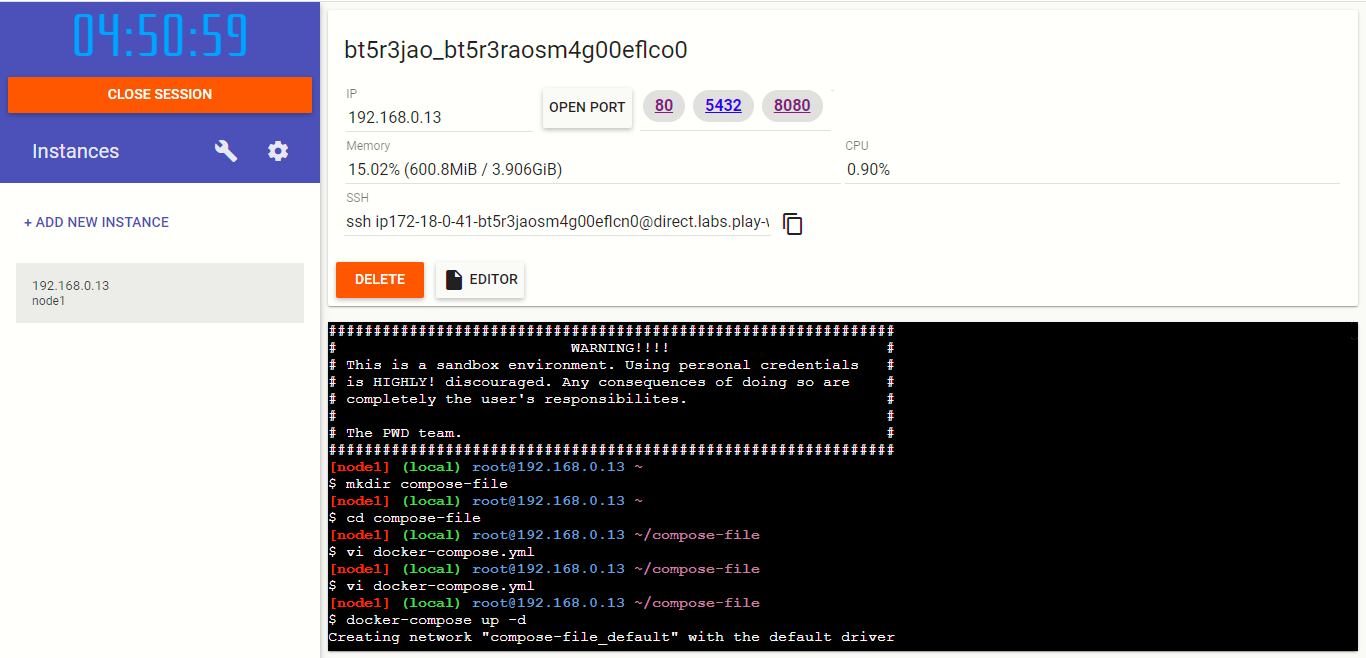 04:50:59
CLOSE SESSION
Instances
+ ADD NEW INSTANCE
192.168.0.13
node1
bt5r3jao_bt5r3raosm4g00eflco0
IP
192.168.0.13
OPEN PORT
80 5432 8080
Memory
15.02% (600.8MiB / 3.906GiB)
CPU
0.90%
SSH
ssh ip172-18-0-41-bt5r3jaosm4g00eflcn0@direct.labs.play-
DELETE
EDITOR
###############################################################
#                          WARNING!!!!                        #
# This is a sandbox environment. Using personal credentials   #
# is HIGHLY! discouraged. Any consequences of doing so are    #
# completely the user's responsibilites.                      #
#                                                             #
# The PWD team.                                               #
###############################################################
[node1] (local) root@192.168.0.13 ~
$ mkdir compose-file
[node1] (local) root@192.168.0.13 ~
$ cd compose-file
[node1] (local) root@192.168.0.13 ~/compose-file
$ vi docker-compose.yml
[node1] (local) root@192.168.0.13 ~/compose-file
$ vi docker-compose.yml
[node1] (local) root@192.168.0.13 ~/compose-file
$ docker-compose up -d
Creating network "compose-file_default" with the default driver